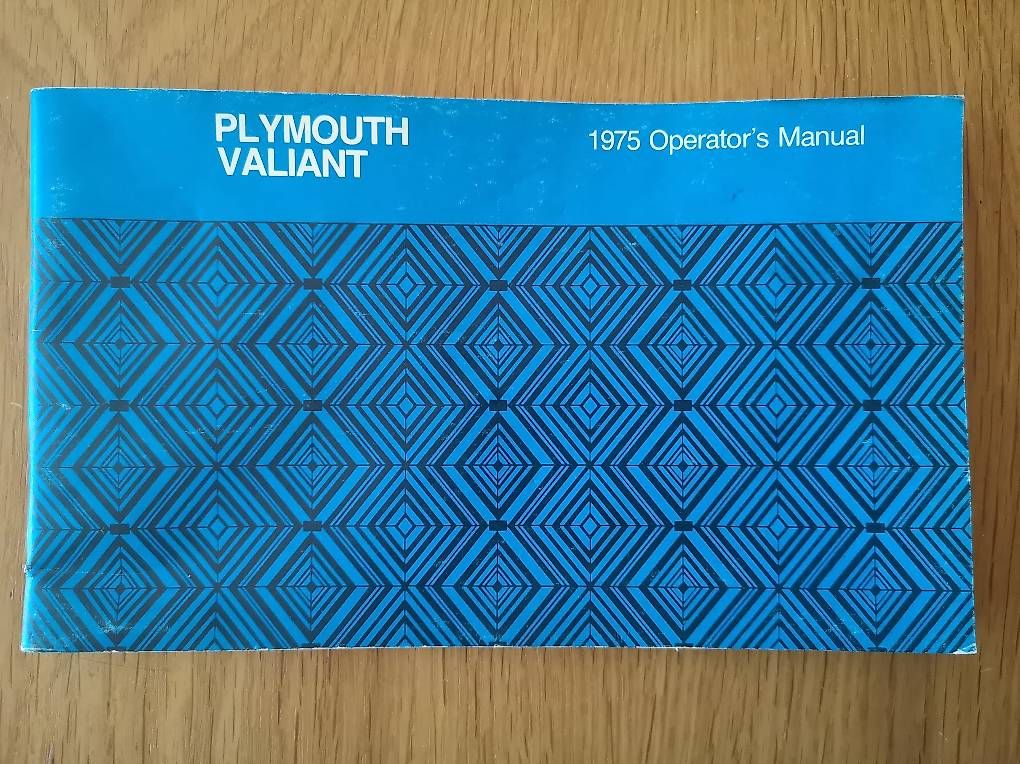 PLYMOUTH
VALIANT
1975 Operator's Manual